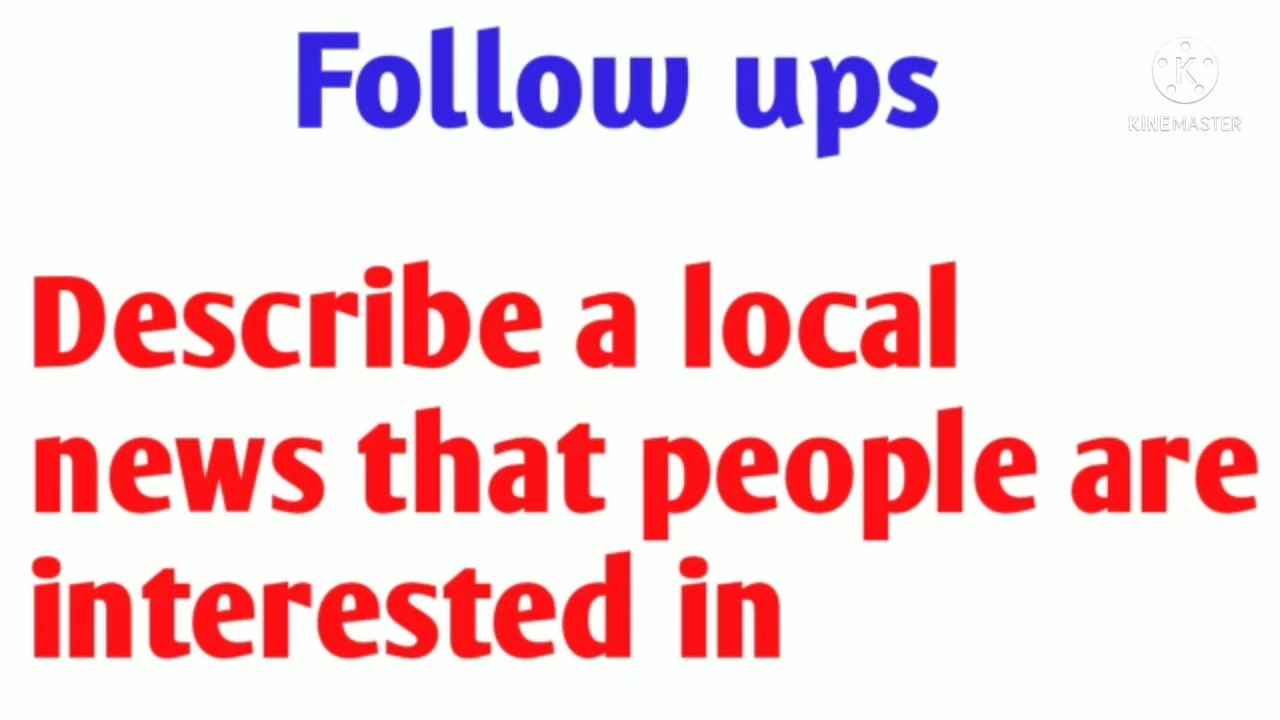 Follow ups
KINEMASTER
Describe a local
news that people are
interested in